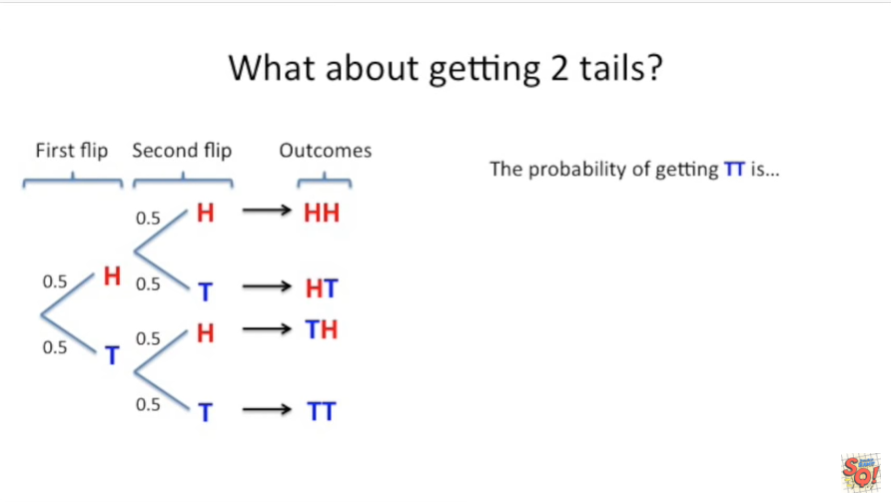 What about getting 2 tails?
First flip Second flip Outcomes
The probability of getting TT is...
0.5 H HH
0.5 H 0.5 T HT
0.5 T 0.5 H TH
0.5 T TT
SQ!